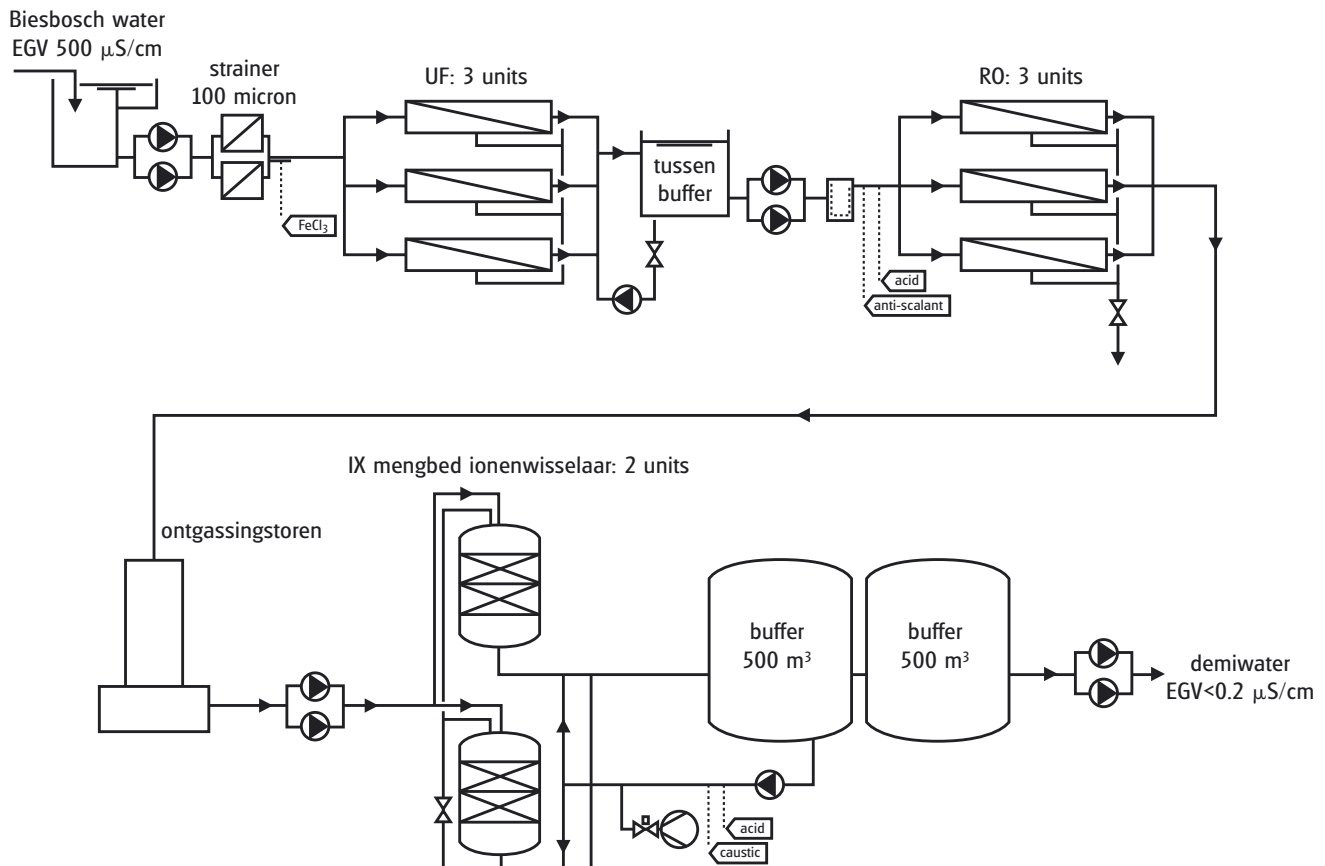 Biesbosch water
EGV 500 μS/cm
strainer
100 micron
UF: 3 units
RO: 3 units
tussen
buffer
FeCl₃
acid
anti-scalant
IX mengbed ionenwisselaar: 2 units
ontgassingstoren
buffer
500 m³
buffer
500 m³
demiwater
EGV<0.2 μS/cm
acid
caustic